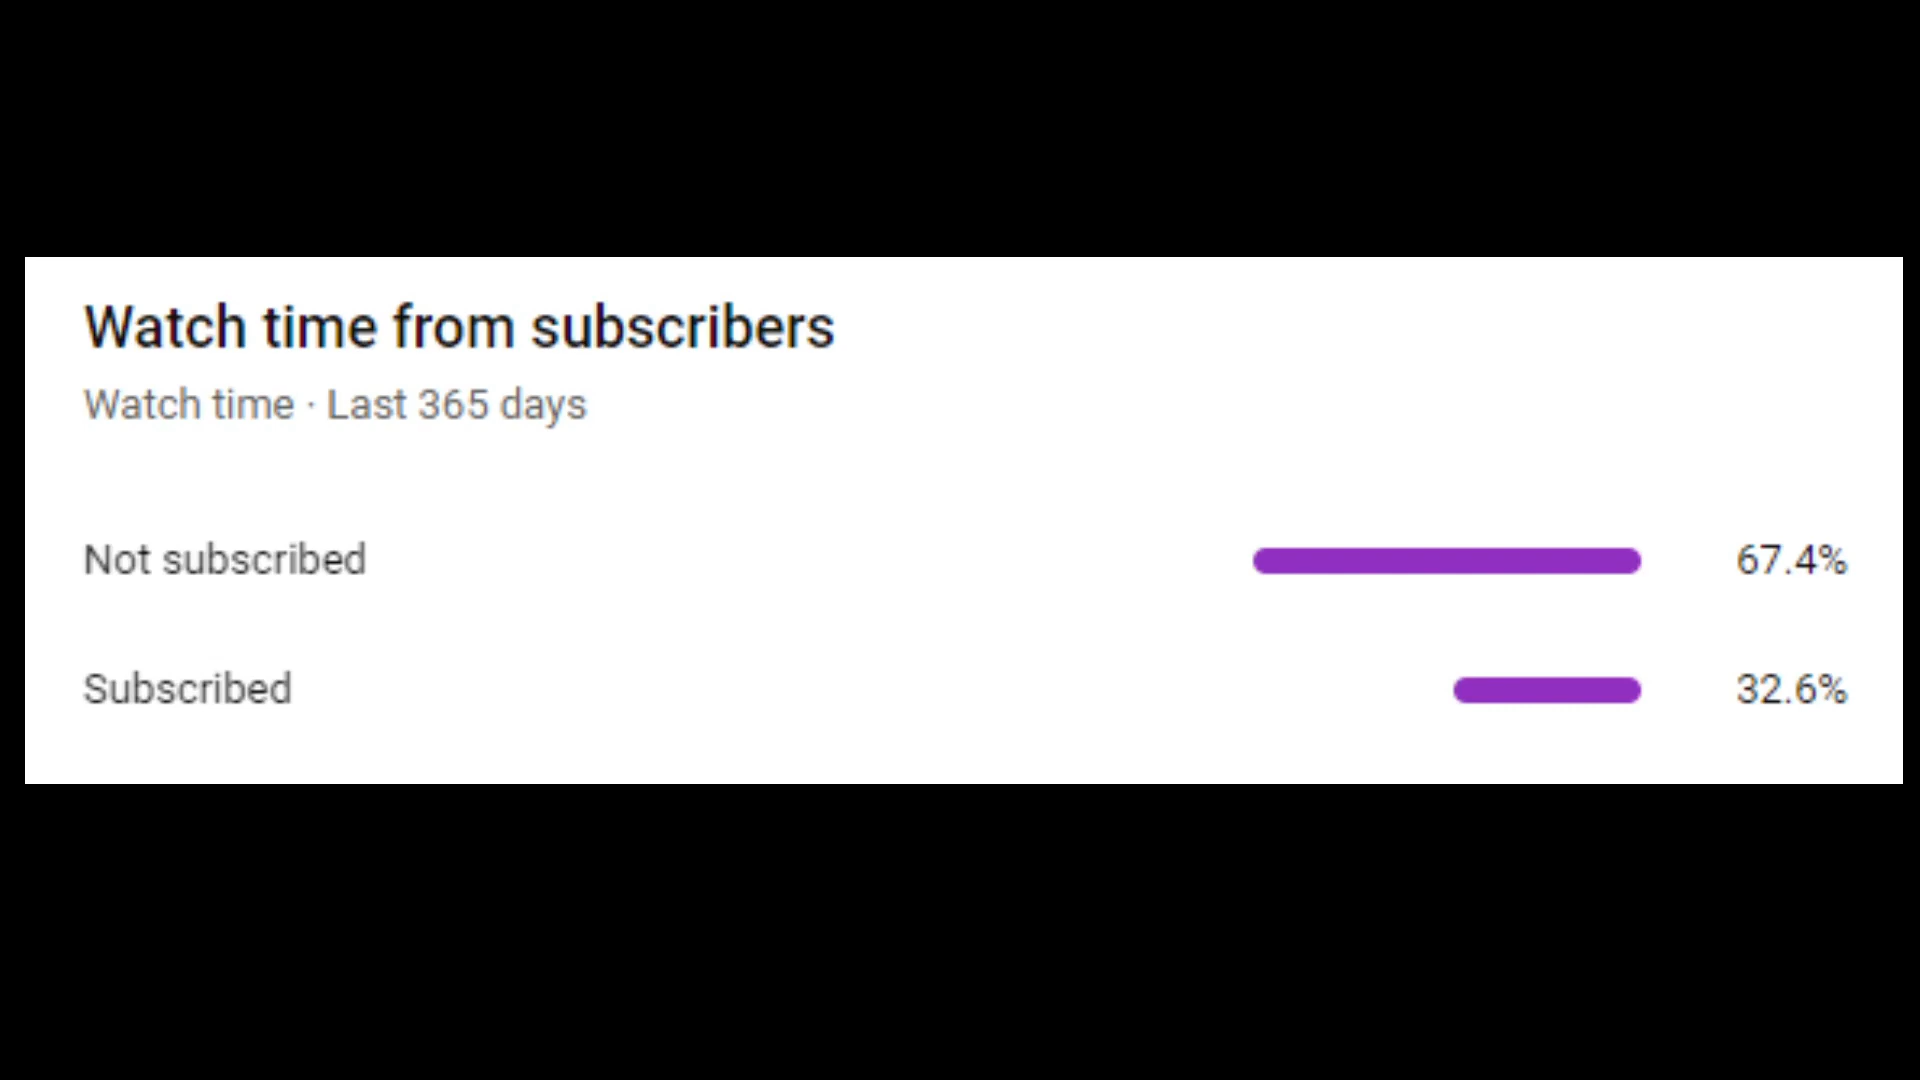 Watch time from subscribers
Watch time · Last 365 days
Not subscribed 67.4%
Subscribed 32.6%